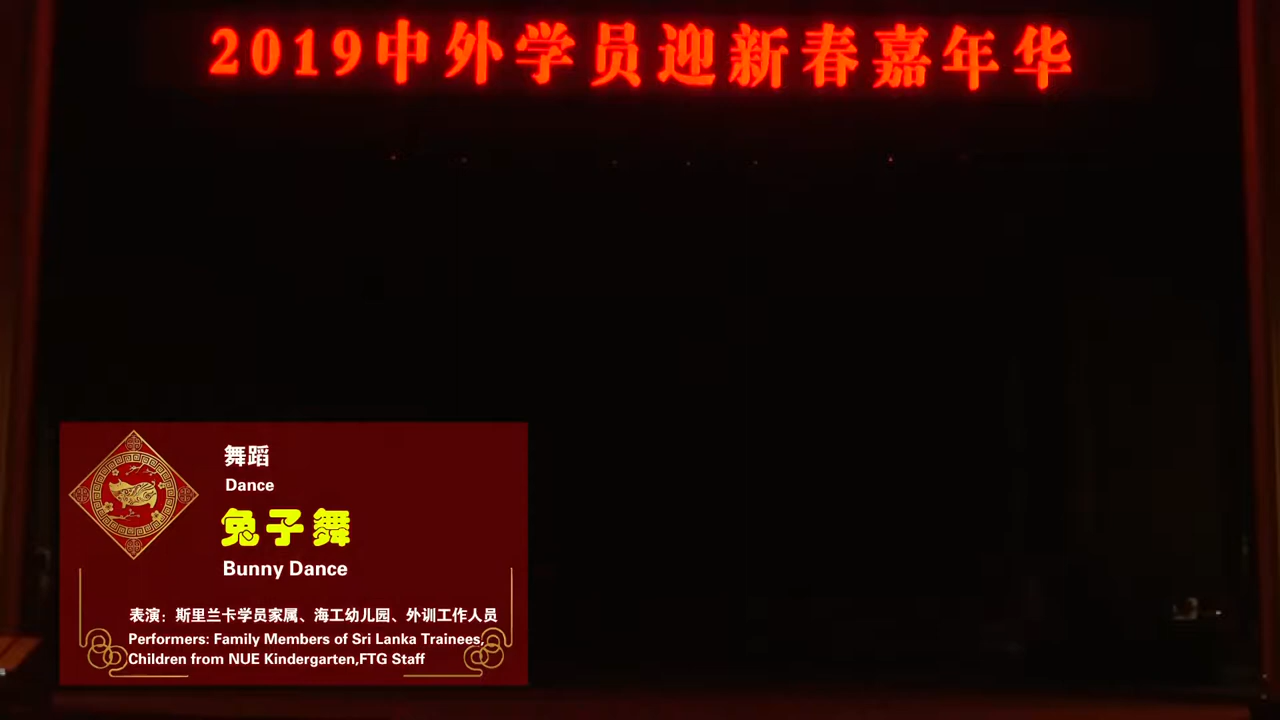 2019中外学员迎新春嘉年华
舞蹈
Dance
兔子舞
Bunny Dance
表演：斯里兰卡学员家属、海工幼儿园、外训工作人员
Performers: Family Members of Sri Lanka Trainees,
Children from NUE Kindergarten,FTG Staff